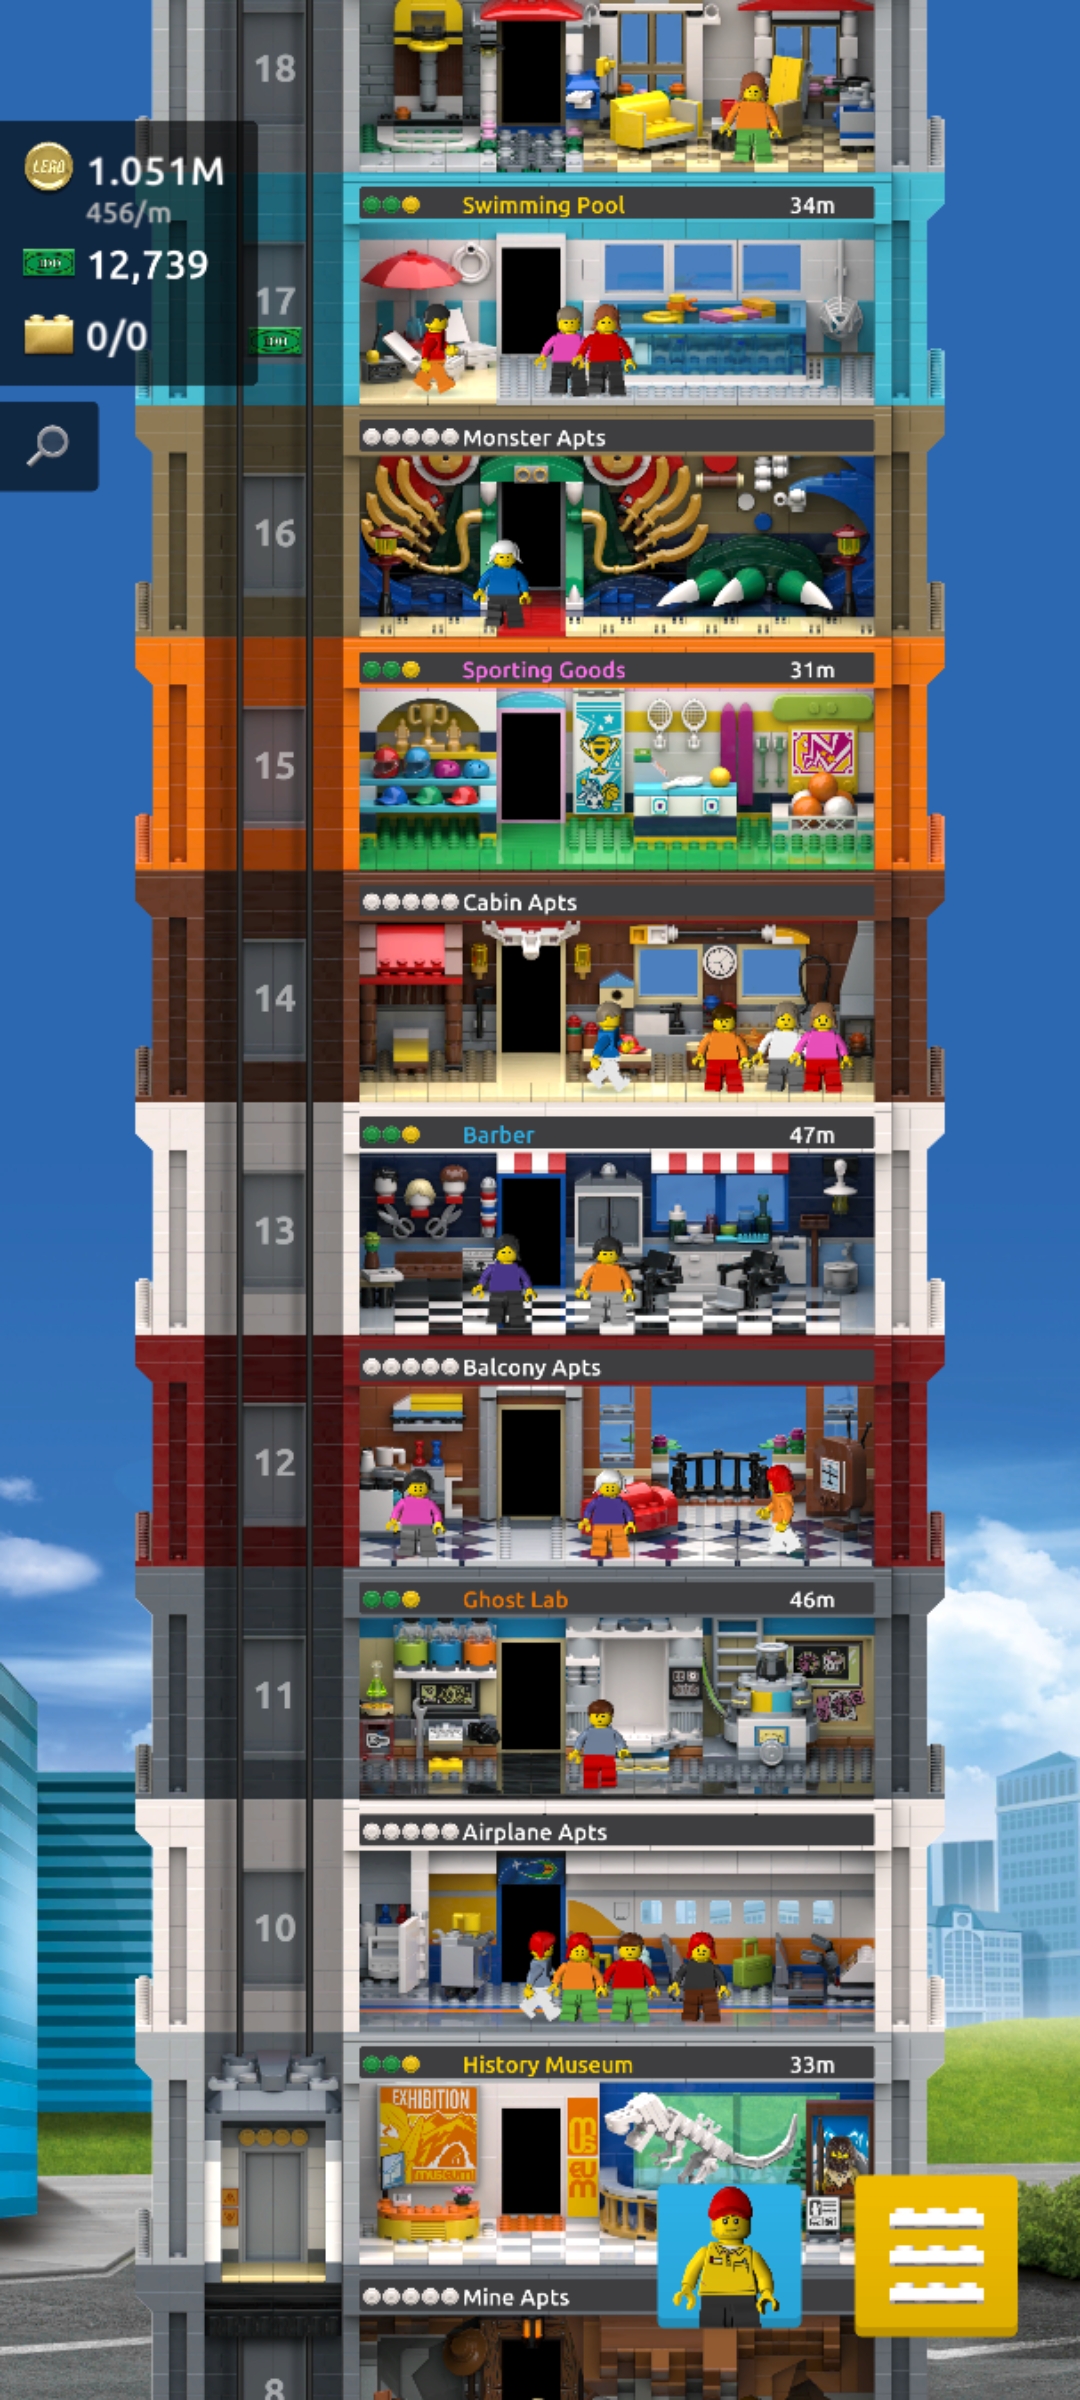 18
LEGO
1.051M
456/m
12,739
0/0
Swimming Pool 34m
17
Monster Apts
16
Sporting Goods 31m
15
Cabin Apts
14
Barber 47m
13
Balcony Apts
12
Ghost Lab 46m
11
Airplane Apts
10
History Museum 33m
EXHIBITION
MUSEUM
MUSEUM
Mine Apts
8